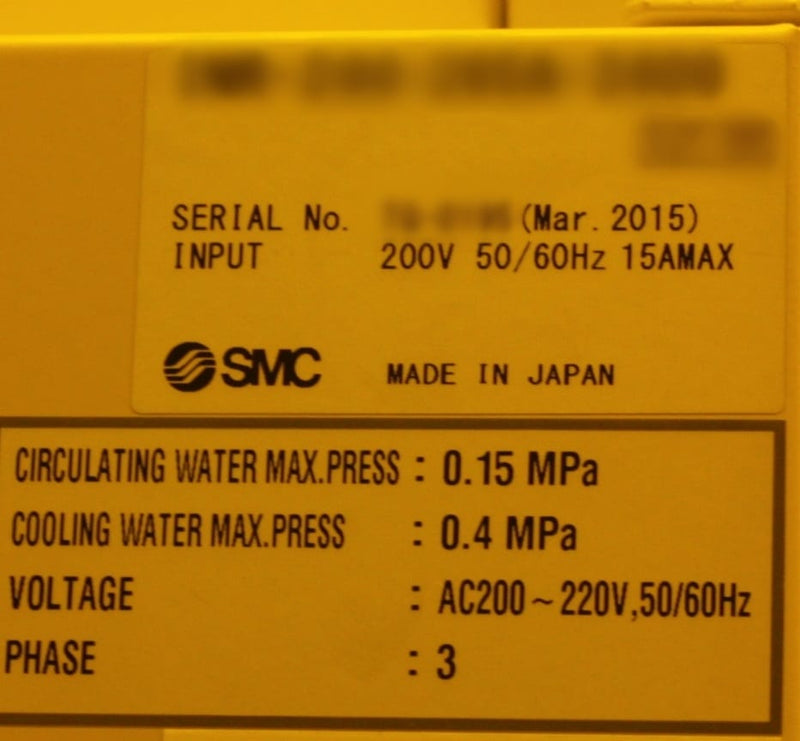 SERIAL No. (Mar. 2015)
INPUT 200V 50/60Hz 15AMAX
SMC MADE IN JAPAN
CIRCULATING WATER MAX.PRESS : 0.15 MPa
COOLING WATER MAX.PRESS : 0.4 MPa
VOLTAGE : AC200~220V,50/60Hz
PHASE : 3